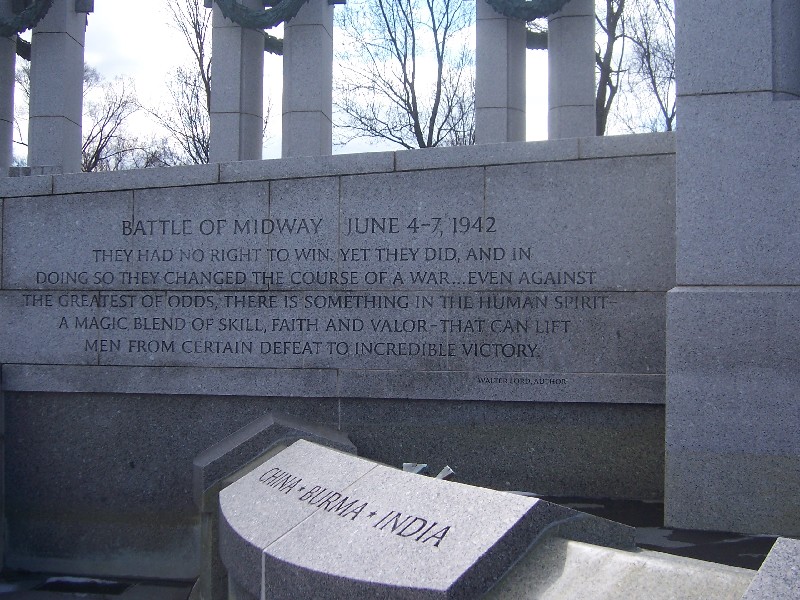 BATTLE OF MIDWAY JUNE 4-7, 1942
THEY HAD NO RIGHT TO WIN. YET THEY DID, AND IN
DOING SO THEY CHANGED THE COURSE OF A WAR...EVEN AGAINST
THE GREATEST OF ODDS, THERE IS SOMETHING IN THE HUMAN SPIRIT-
A MAGIC BLEND OF SKILL, FAITH AND VALOR-THAT CAN LIFT
MEN FROM CERTAIN DEFEAT TO INCREDIBLE VICTORY.
WALTER LORD, AUTHOR
CHINA★BURMA★INDIA